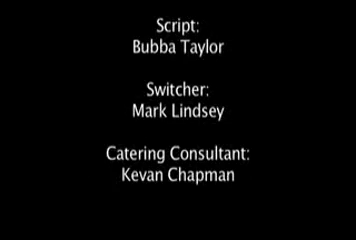 Script:
Bubba Taylor
Switcher:
Mark Lindsey
Catering Consultant:
Kevan Chapman